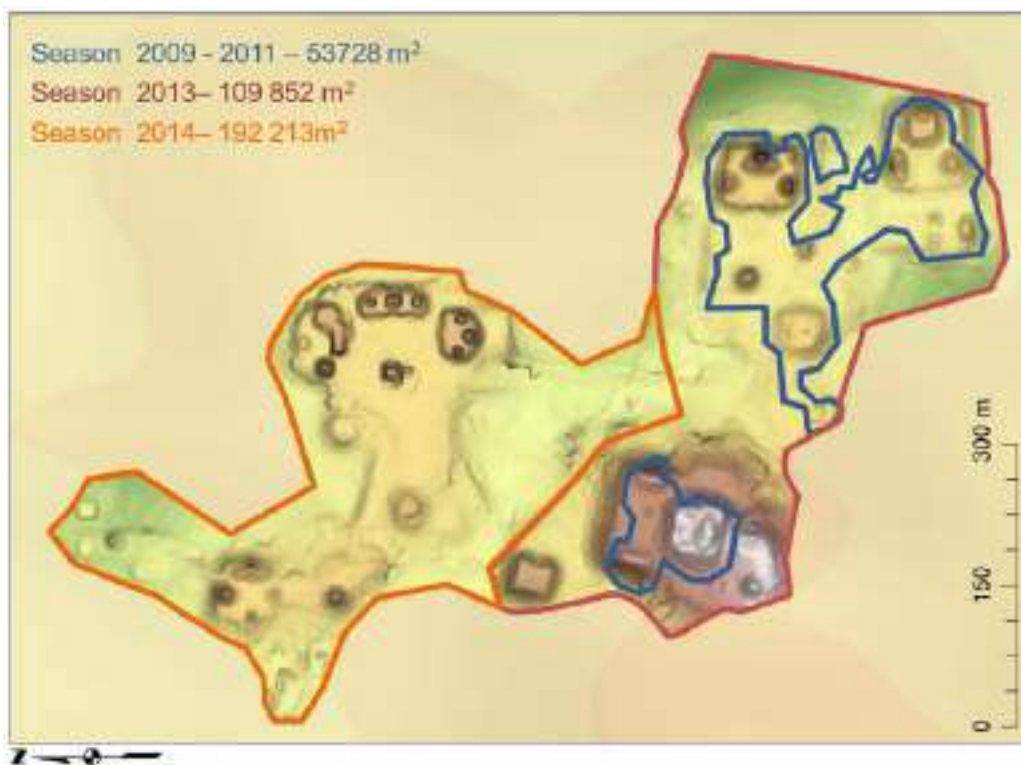 Season 2009 - 2011 – 53728 m²
Season 2013– 109 852 m²
Season 2014– 192 213m²
300 m
150
0
N